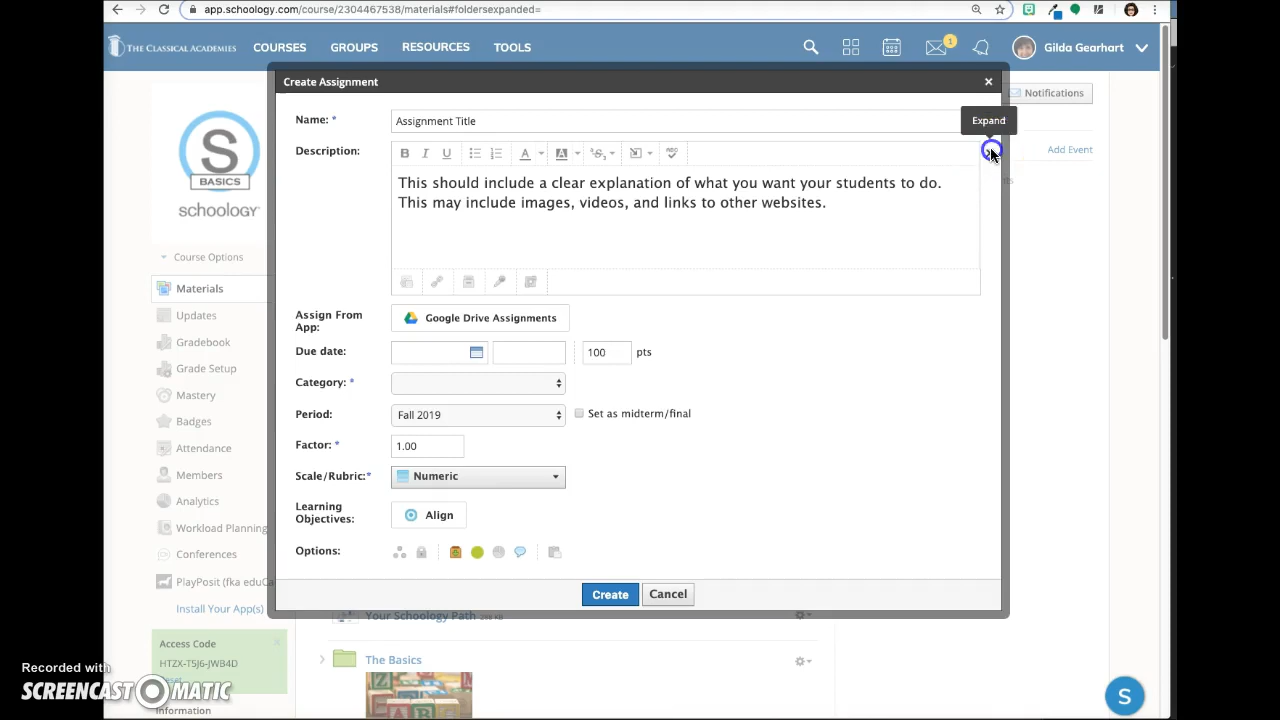 app.schoology.com/course/2304467538/materials#foldersexpanded=
THE CLASSICAL ACADEMIES
COURSES
GROUPS
RESOURCES
TOOLS
1
Gilda Gearhart
Create Assignment
Notifications
Name: *
Assignment Title
Expand
Description:
B I U
ABC
Add Event
This should include a clear explanation of what you want your students to do.
This may include images, videos, and links to other websites.
S
BASICS
schoology
Course Options
Materials
Updates
Gradebook
Grade Setup
Mastery
Badges
Attendance
Members
Analytics
Workload Planning
Conferences
PlayPosit (fka eduCa
Install Your App(s)
Assign From
App:
Google Drive Assignments
Due date:
100
pts
Category: *
Period:
Fall 2019
Set as midterm/final
Factor: *
1.00
Scale/Rubric:*
Numeric
Learning
Objectives:
Align
Options:
Create
Cancel
Your Schoology Path
The Basics
Access Code
HTZX-T5J6-JWB4D
Reset
Information
Recorded with
SCREENCAST O MATIC
S